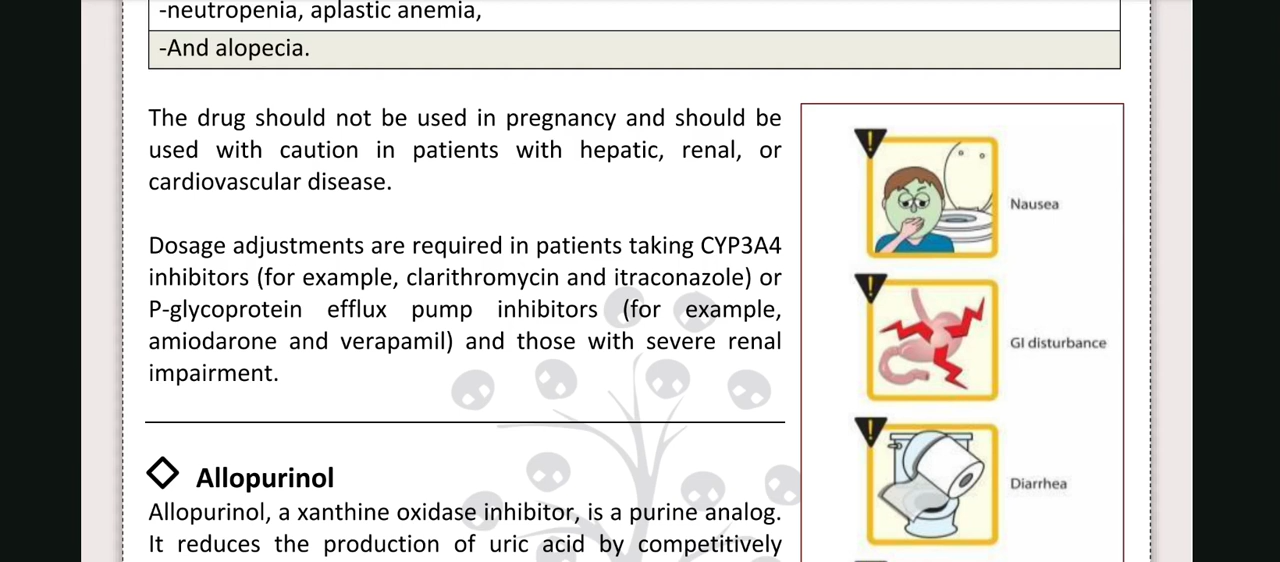 -neutropenia, aplastic anemia,
-And alopecia.
The drug should not be used in pregnancy and should be
used with caution in patients with hepatic, renal, or
cardiovascular disease.
Dosage adjustments are required in patients taking CYP3A4
inhibitors (for example, clarithromycin and itraconazole) or
P-glycoprotein efflux pump inhibitors (for example,
amiodarone and verapamil) and those with severe renal
impairment.
Allopurinol
Allopurinol, a xanthine oxidase inhibitor, is a purine analog.
It reduces the production of uric acid by competitively
Nausea
GI disturbance
Diarrhea